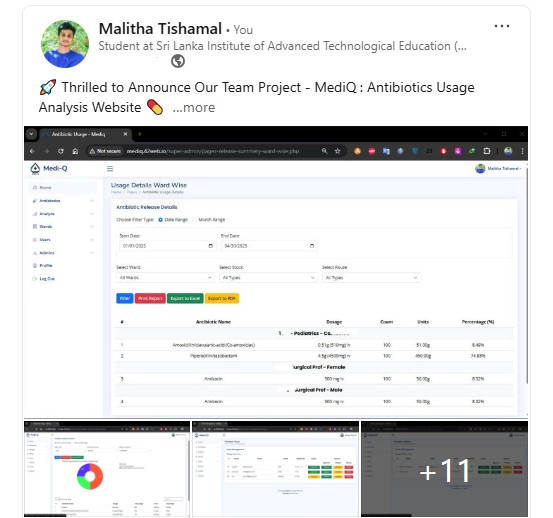 Malitha Tishamal • You
Student at Sri Lanka Institute of Advanced Technological Education (...
🚀 Thrilled to Announce Our Team Project - MediQ : Antibiotics Usage
Analysis Website 💊 ...more
Antibiotic Usage - Mediq
Not secure mediq.42web.io/super-admin/pages-release-summery-ward-wise.php
Medi-Q
Malitha Tishamal
Home
Antibiotics
Analyze
Wards
Users
Admins
Profile
Log Out
Usage Details Ward Wise
Home / Pages / Antibiotic Usage Details
Antibiotic Release Details
Choose Filter Type: Date Range Month Range
Start Date: End Date:
01/01/2025 04/30/2025
Select Ward: Select Stock: Select Route
All Wards All Types All Types
Filter Print Report Export to Excel Export to PDF
# Antibiotic Name Dosage Count Units Percentage (%)
1. - Pediatrics - Co...
1 Amoxicillin/clavulanic-acid (Co-amoxiclav) 0.51g (510mg) iv 100 51.00g 8.49%
2 Piperacillin/tazobactam 4.5g (4500mg) iv 100 450.00g 74.88%
urgical Prof - Female
3 Amikacin 500 mg iv 100 50.00g 8.32%
urgical Prof - Male
4 Amikacin 500 mg iv 100 50.00g 8.32%
+11